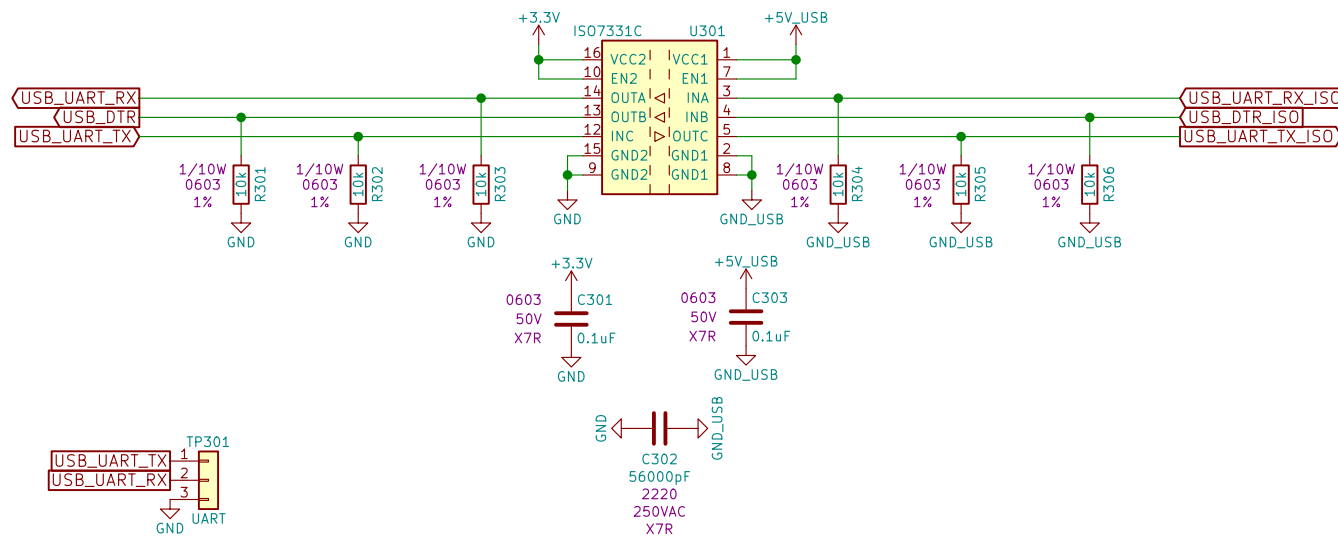 +3.3V
+5V_USB
ISO7331C
U301
16
VCC2
VCC1
1
10
EN2
EN1
7
USB_UART_RX
14
OUTA
INA
3
USB_UART_RX_ISO
USB_DTR
13
OUTB
INB
4
USB_DTR_ISO
USB_UART_TX
12
INC
OUTC
5
USB_UART_TX_ISO
15
GND2
GND1
2
9
GND2
GND1
8
1/10W
0603
1%
10k
R301
GND
1/10W
0603
1%
10k
R302
GND
1/10W
0603
1%
10k
R303
GND
GND
GND_USB
1/10W
0603
1%
10k
R304
GND_USB
1/10W
0603
1%
10k
R305
GND_USB
1/10W
0603
1%
10k
R306
GND_USB
+3.3V
0603
C301
50V
X7R
0.1uF
GND
+5V_USB
0603
C303
50V
X7R
0.1uF
GND_USB
GND
GND_USB
C302
56000pF
2220
250VAC
X7R
TP301
USB_UART_TX
1
USB_UART_RX
2
3
GND
UART